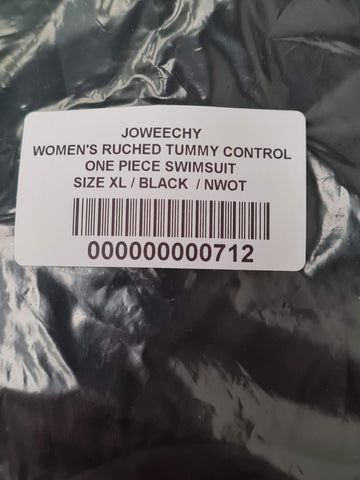 JOWEECHY
WOMEN'S RUCHED TUMMY CONTROL
ONE PIECE SWIMSUIT
SIZE XL / BLACK / NWOT
000000000712